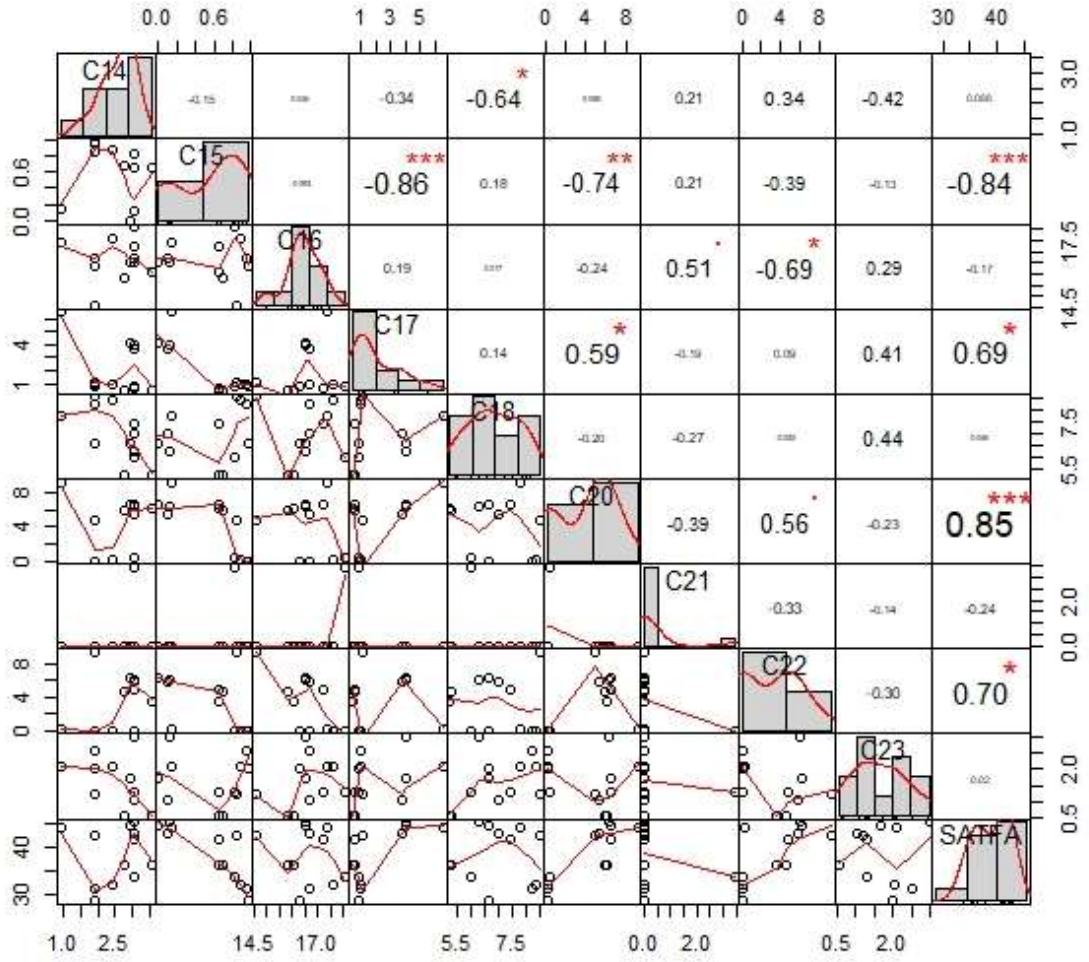 0.0 0.6 1 3 5 0 4 8 0 4 8 30 40
C14 -0.15 -0.34 -0.64 * 0.21 0.34 -0.42 1.0 3.0
0.0 0.6 C15 -0.86 *** 0.18 -0.74 ** 0.21 -0.39 -0.13 -0.84 ***
C16 0.19 -0.24 0.51 . -0.69 * 0.29 -0.17 14.5 17.5
1 4 C17 0.14 0.59 * -0.19 0.09 0.41 0.69 *
C18 -0.20 -0.27 0.44 5.5 7.5
0 4 8 C20 -0.39 0.56 . -0.23 0.85 ***
C21 -0.33 -0.14 -0.24 0.0 2.0
0 4 8 C22 -0.30 0.70 *
C23 0.02 0.5 2.0
30 40 SATFA
1.0 2.5 14.5 17.0 5.5 7.5 0.0 2.0 0.5 2.0